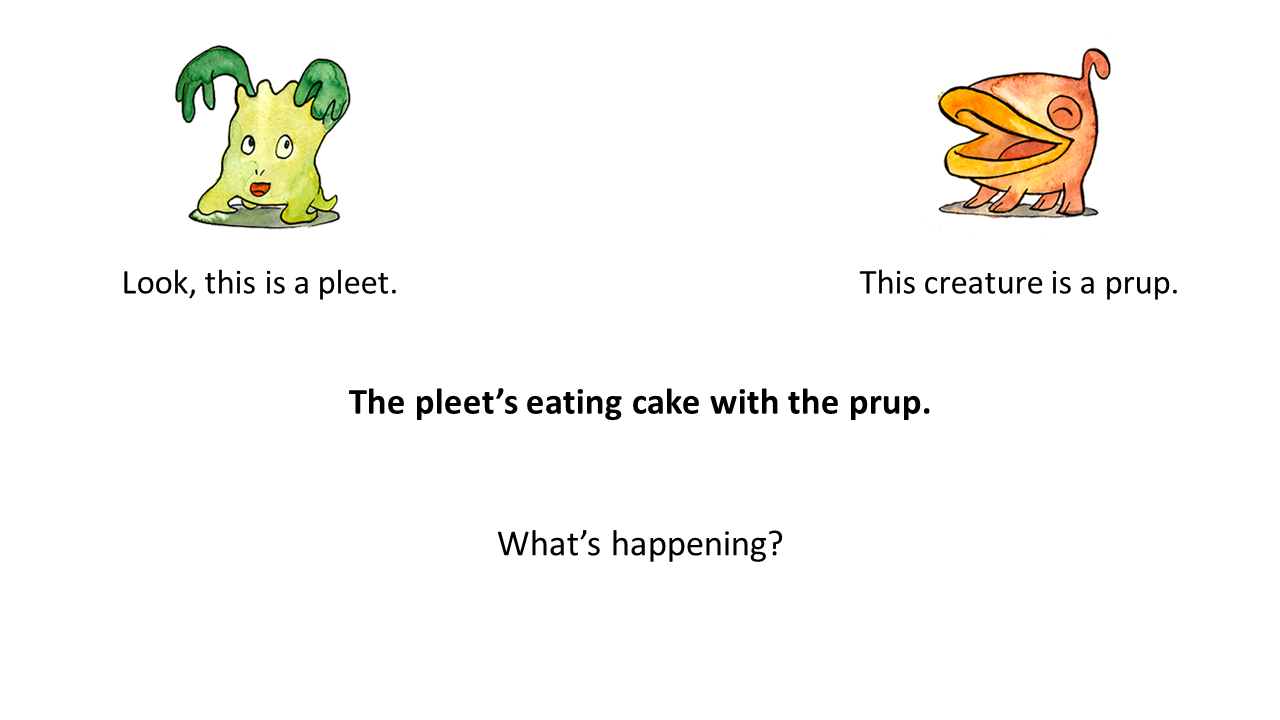 Look, this is a pleet.
This creature is a prup.
The pleet’s eating cake with the prup.
What’s happening?